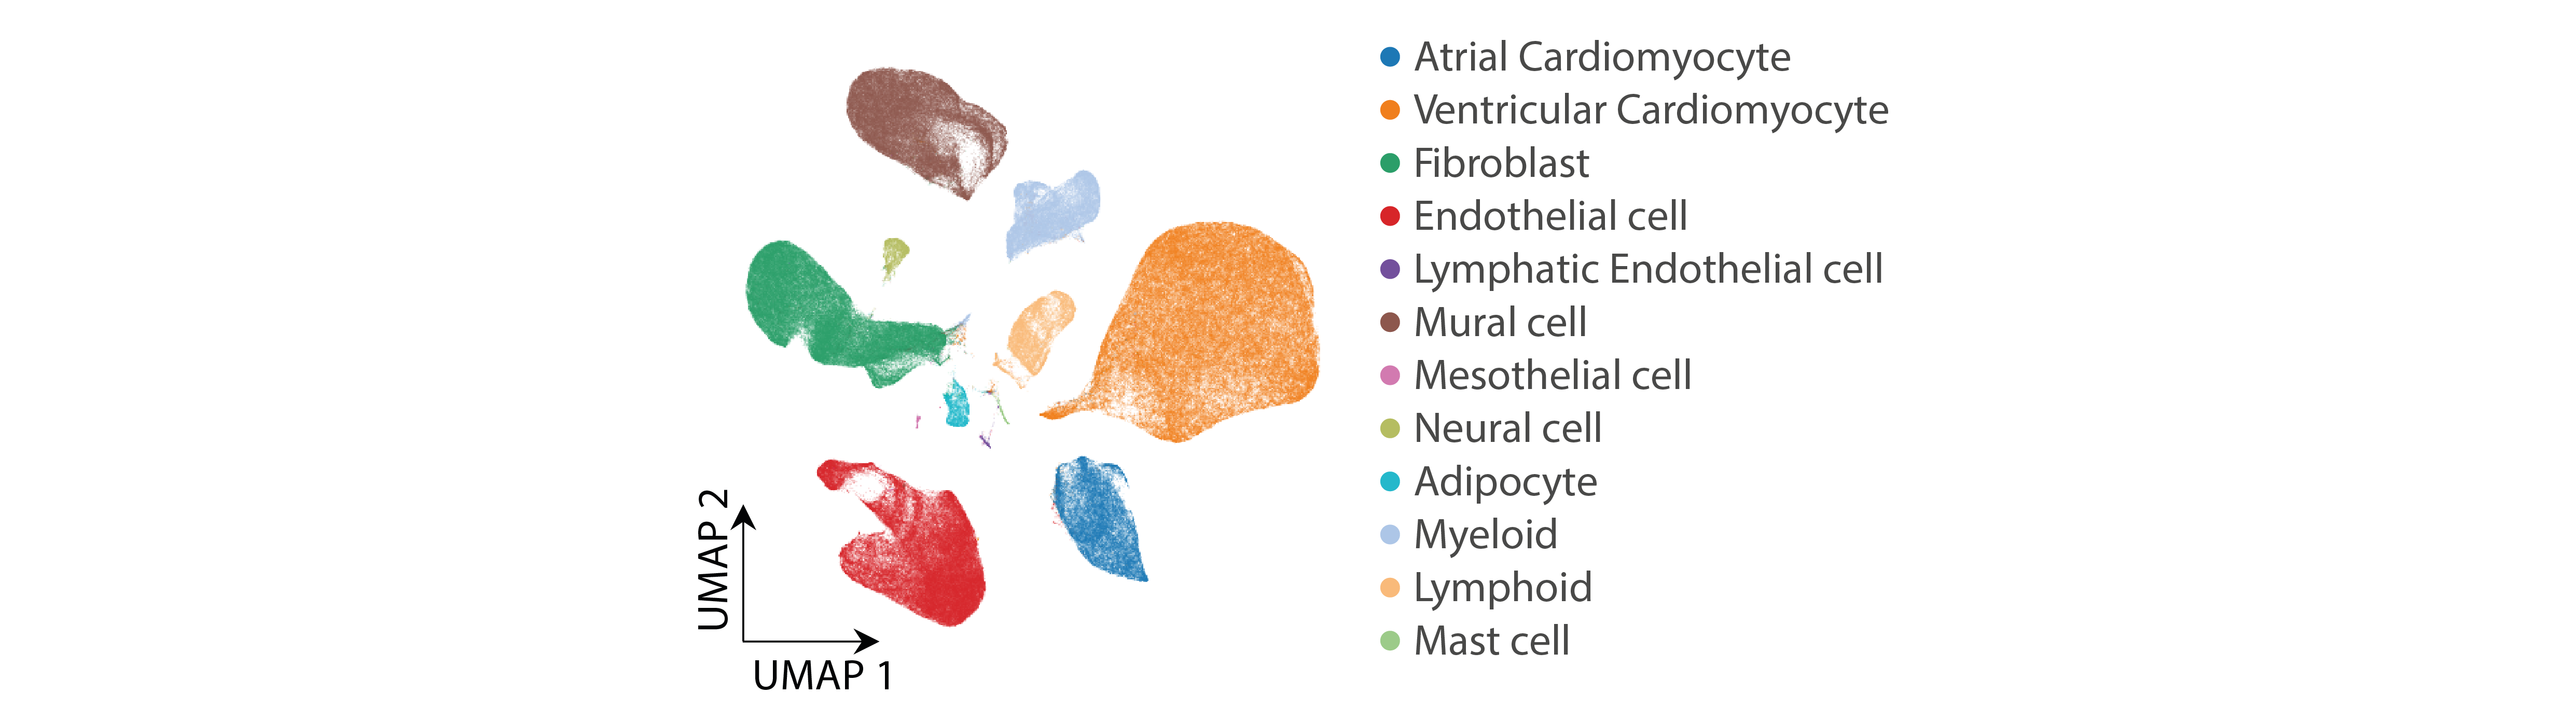 Atrial Cardiomyocyte
Ventricular Cardiomyocyte
Fibroblast
Endothelial cell
Lymphatic Endothelial cell
Mural cell
Mesothelial cell
Neural cell
Adipocyte
Myeloid
Lymphoid
Mast cell
UMAP 2
UMAP 1